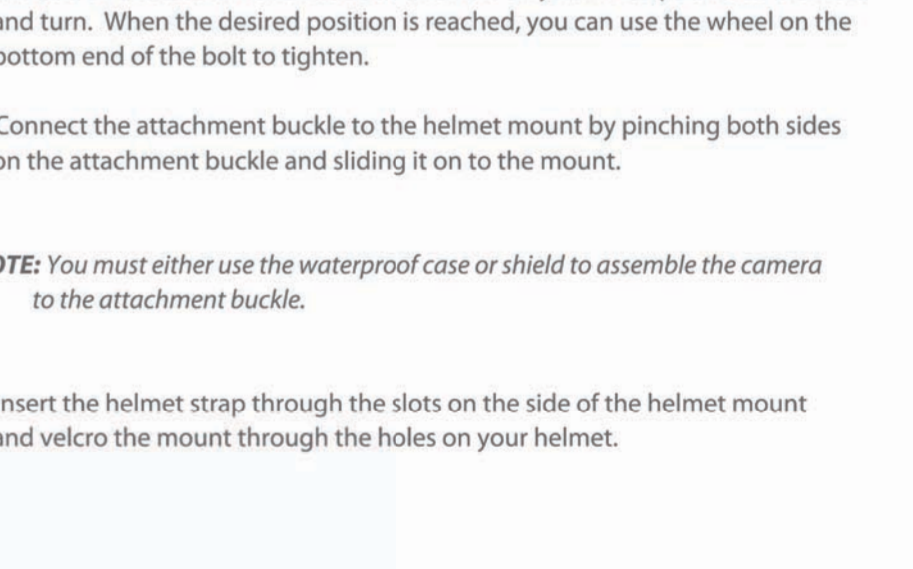 and turn. When the desired position is reached, you can use the wheel on the
bottom end of the bolt to tighten.
Connect the attachment buckle to the helmet mount by pinching both sides
on the attachment buckle and sliding it on to the mount.
OTE: You must either use the waterproof case or shield to assemble the camera
to the attachment buckle.
nsert the helmet strap through the slots on the side of the helmet mount
and velcro the mount through the holes on your helmet.